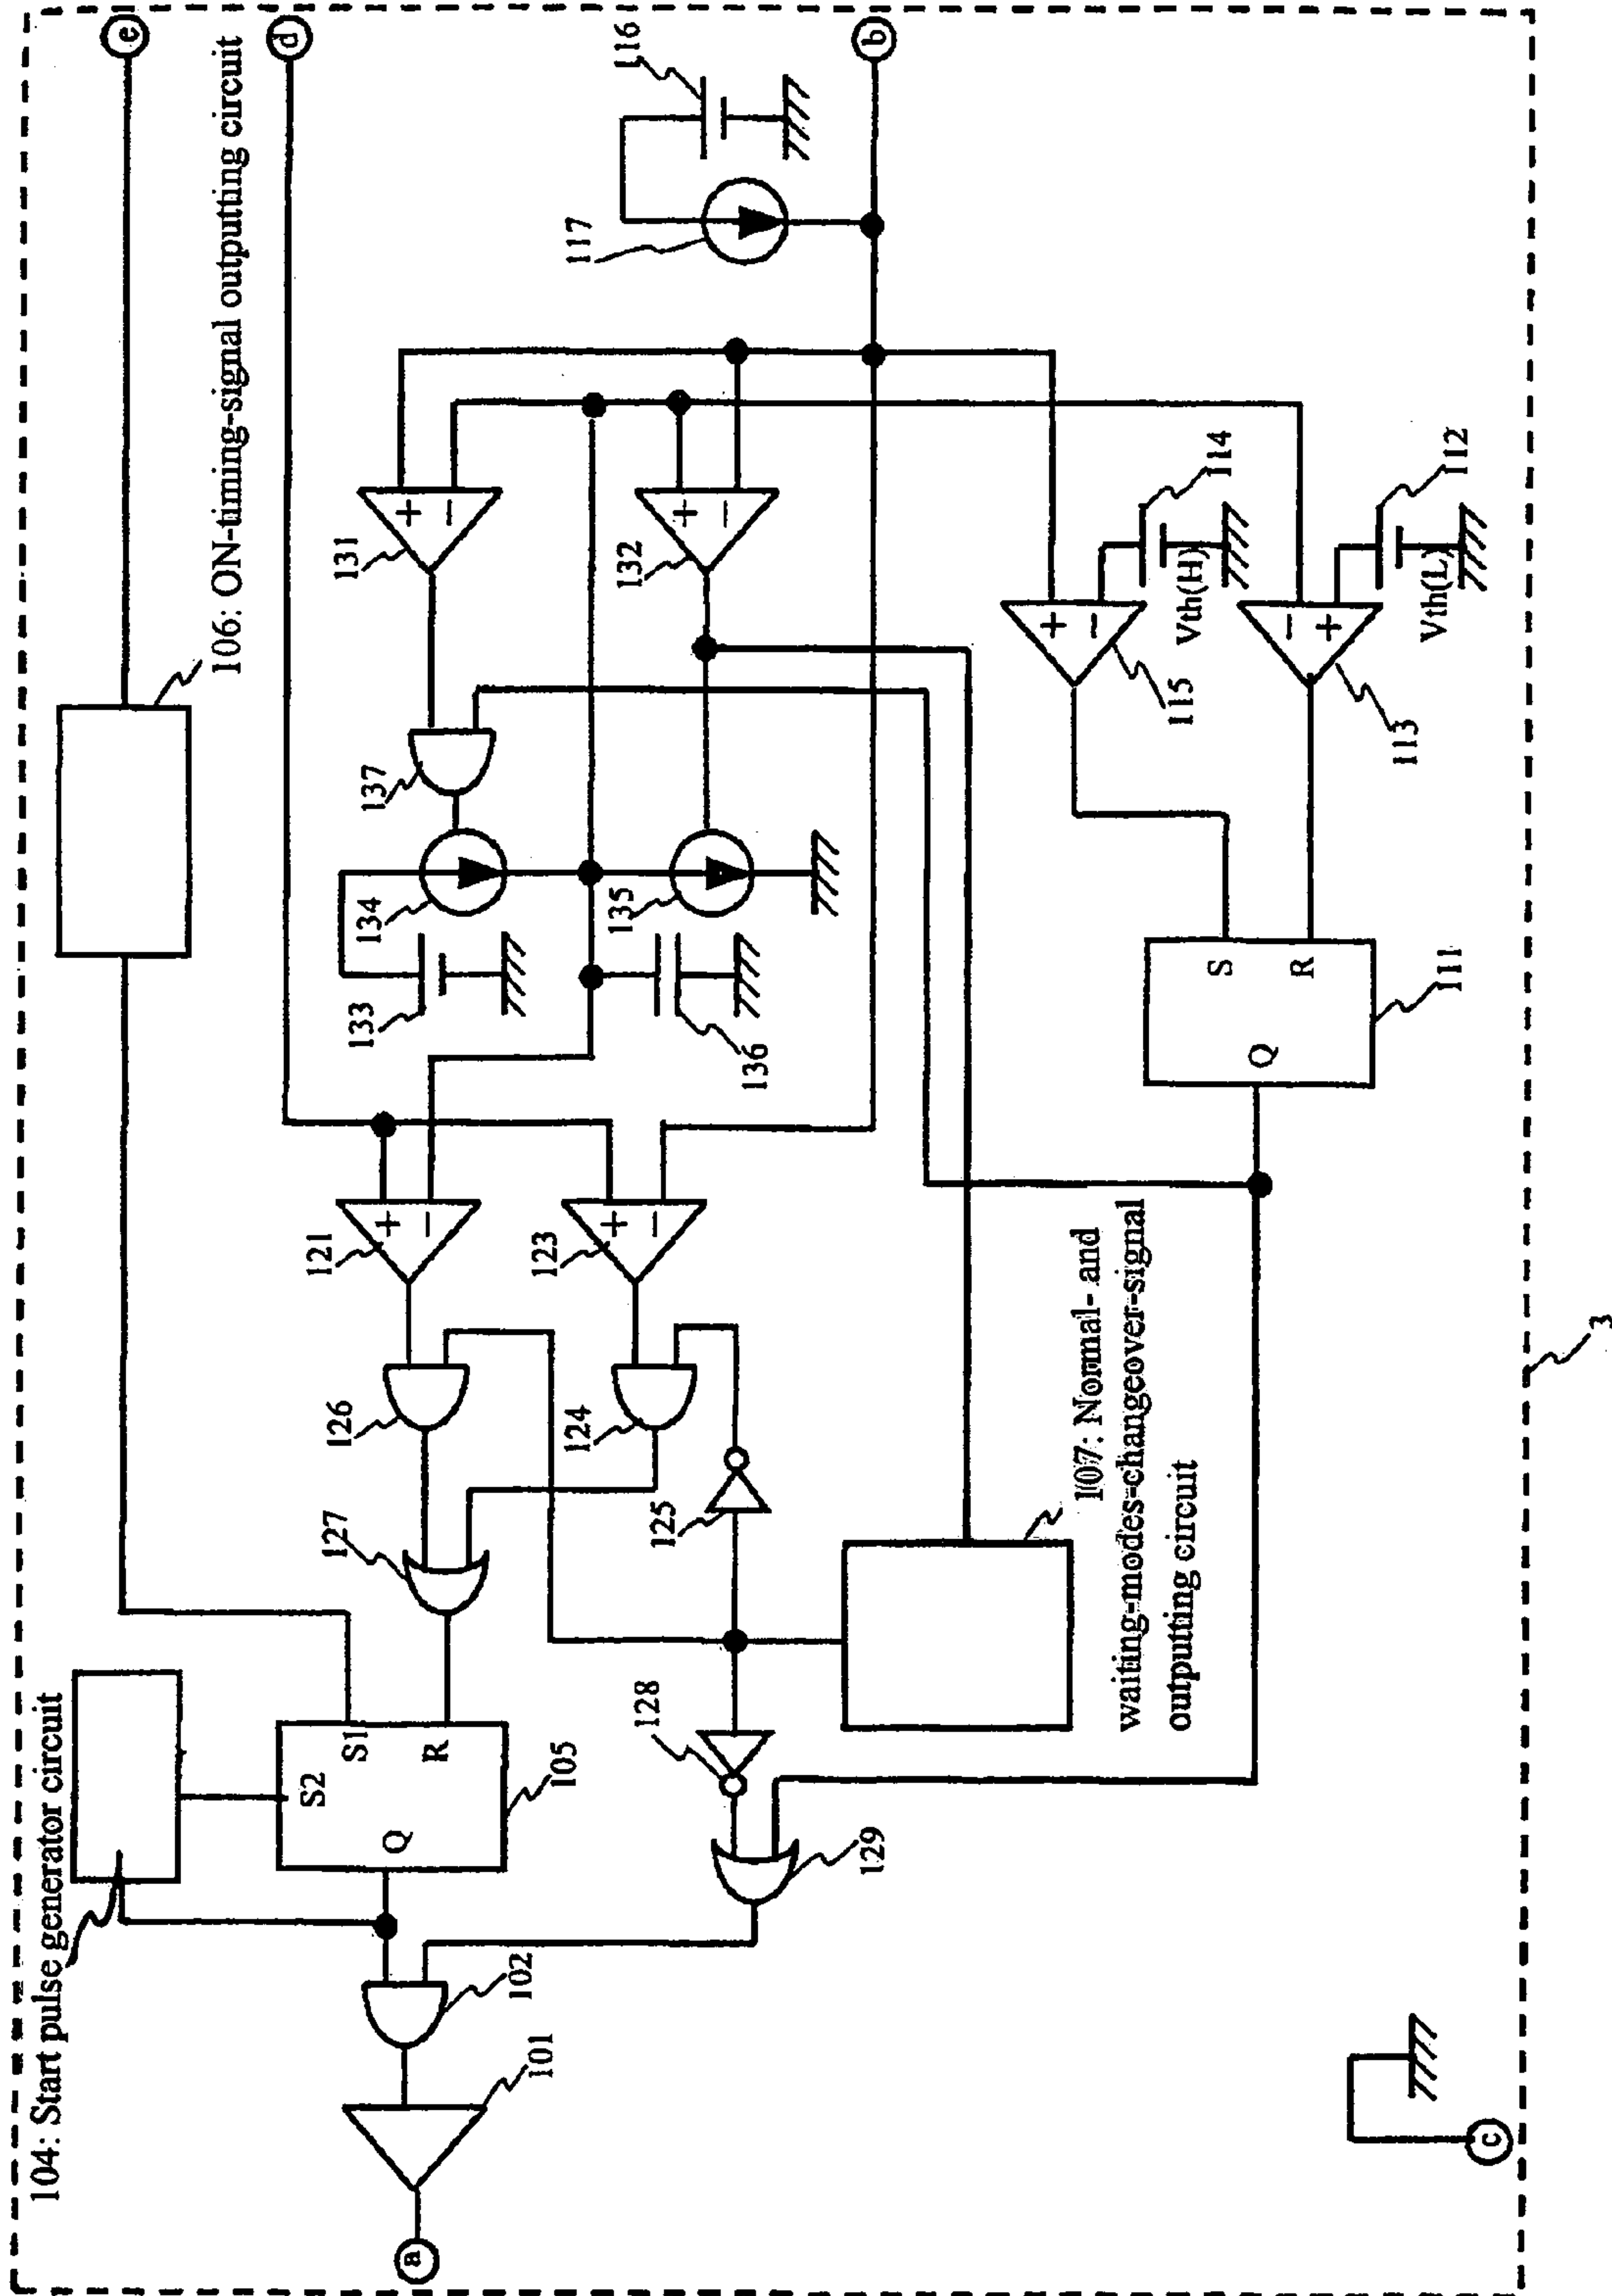 104: Start pulse generator circuit
106: ON-timing-signal outputting circuit
e
d
a
b
c
S2
S1
Q
R
105
101
102
127
126
121
137
131
133
134
135
136
132
117
116
123
124
125
128
129
107: Normal- and
waiting-modes-changeover-signal
outputting circuit
+
−
+
−
+
−
+
−
+
−
−
+
Q
S
R
111
115
113
Vth(H)
114
Vth(L)
112
3